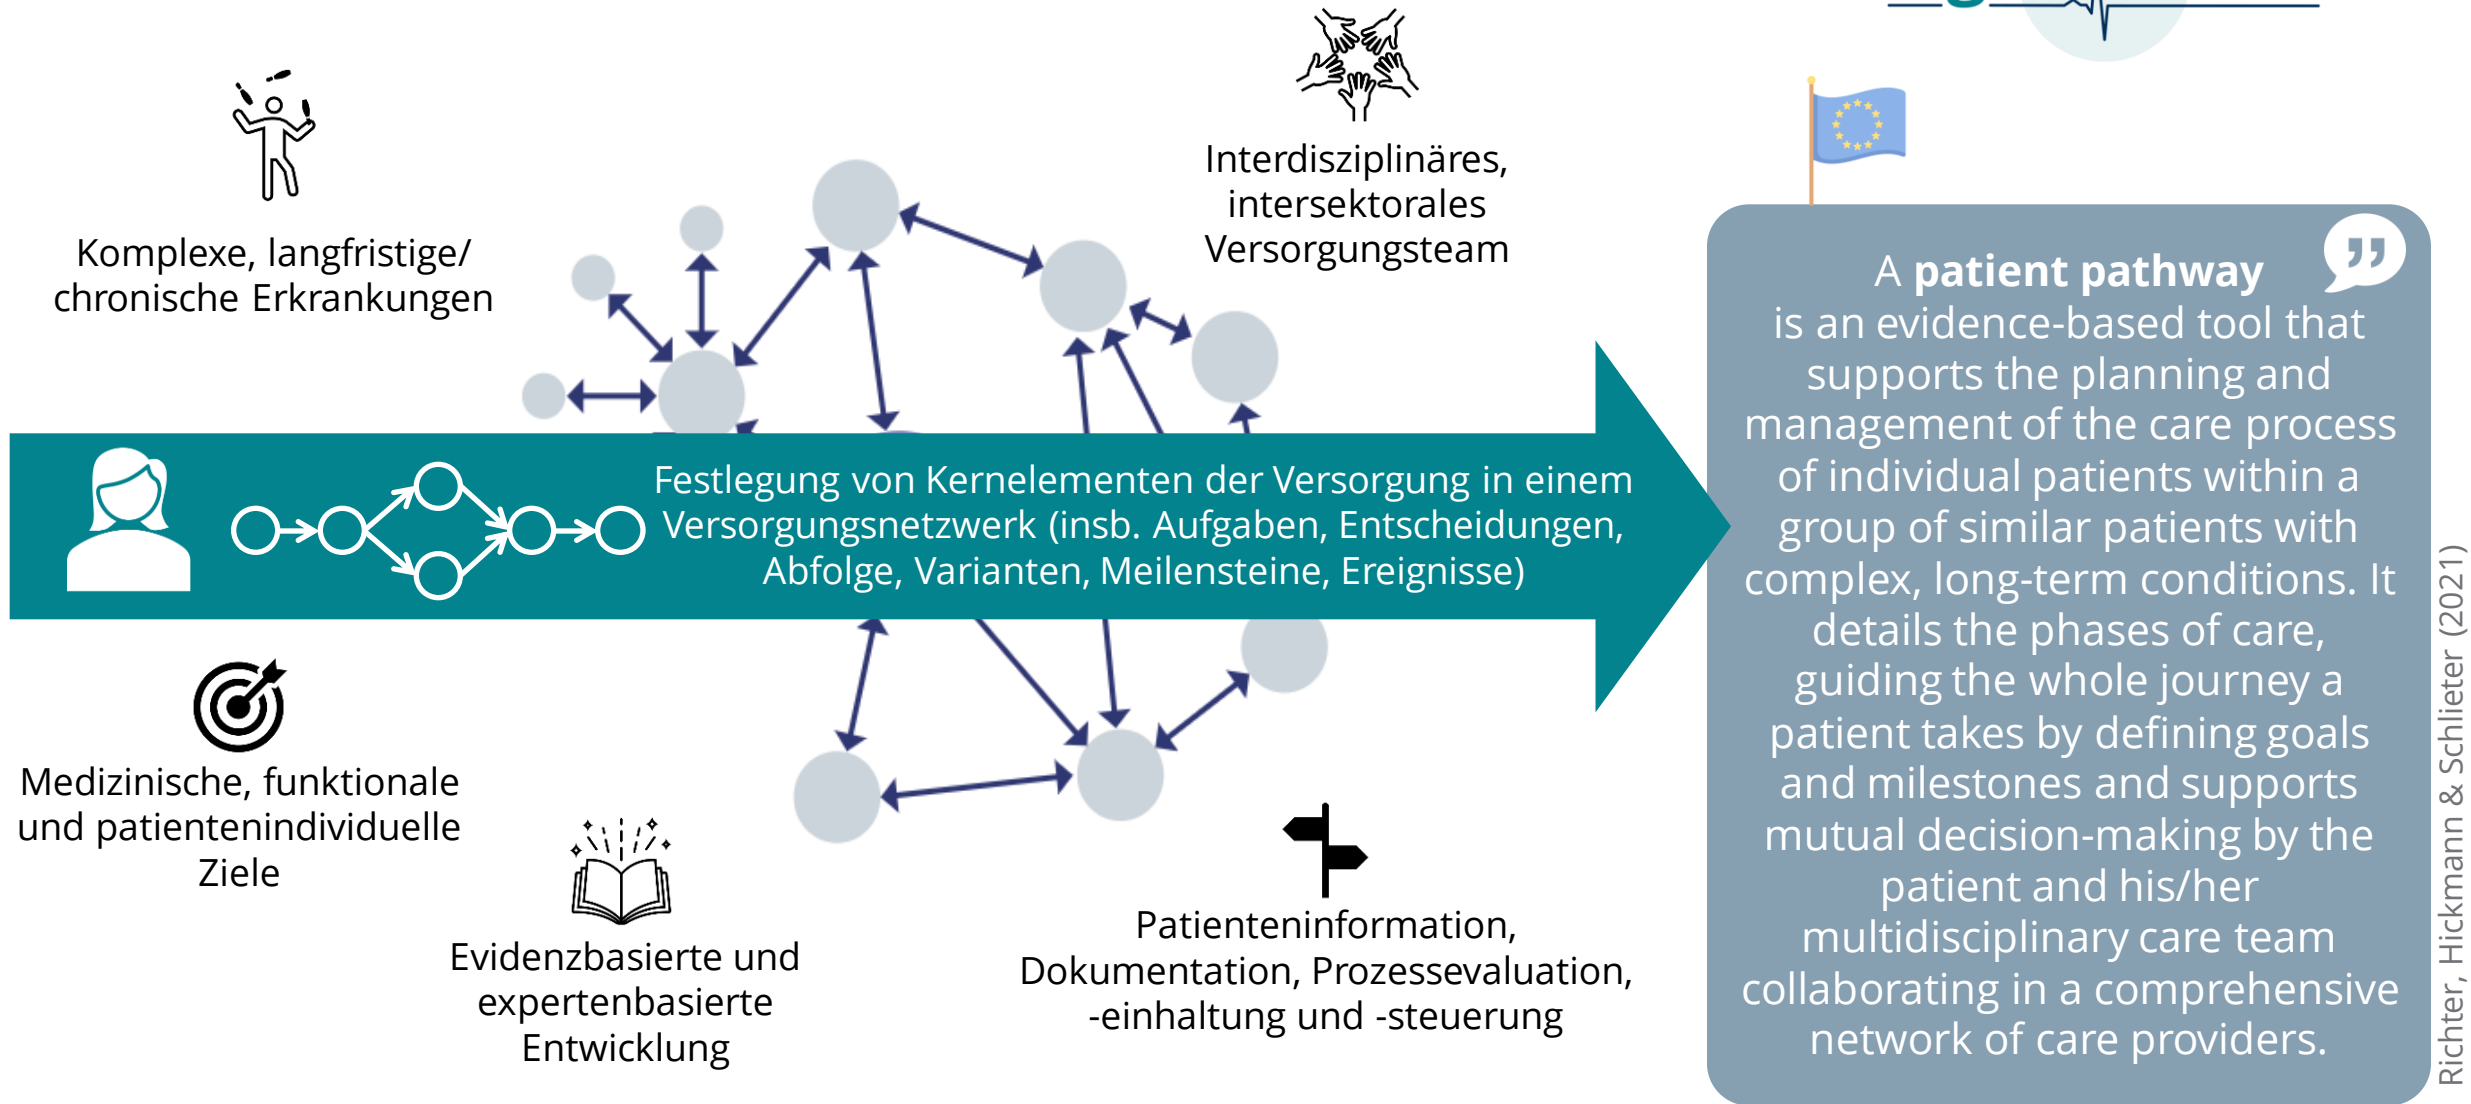 Komplexe, langfristige/
chronische Erkrankungen
Interdisziplinäres,
intersektorales
Versorgungsteam
Festlegung von Kernelementen der Versorgung in einem
Versorgungsnetzwerk (insb. Aufgaben, Entscheidungen,
Abfolge, Varianten, Meilensteine, Ereignisse)
Medizinische, funktionale
und patientenindividuelle
Ziele
Evidenzbasierte und
expertenbasierte
Entwicklung
Patienteninformation,
Dokumentation, Prozessevaluation,
-einhaltung und -steuerung
A patient pathway
is an evidence-based tool that
supports the planning and
management of the care process
of individual patients within a
group of similar patients with
complex, long-term conditions. It
details the phases of care,
guiding the whole journey a
patient takes by defining goals
and milestones and supports
mutual decision-making by the
patient and his/her
multidisciplinary care team
collaborating in a comprehensive
network of care providers.
Richter, Hickmann & Schlieter (2021)